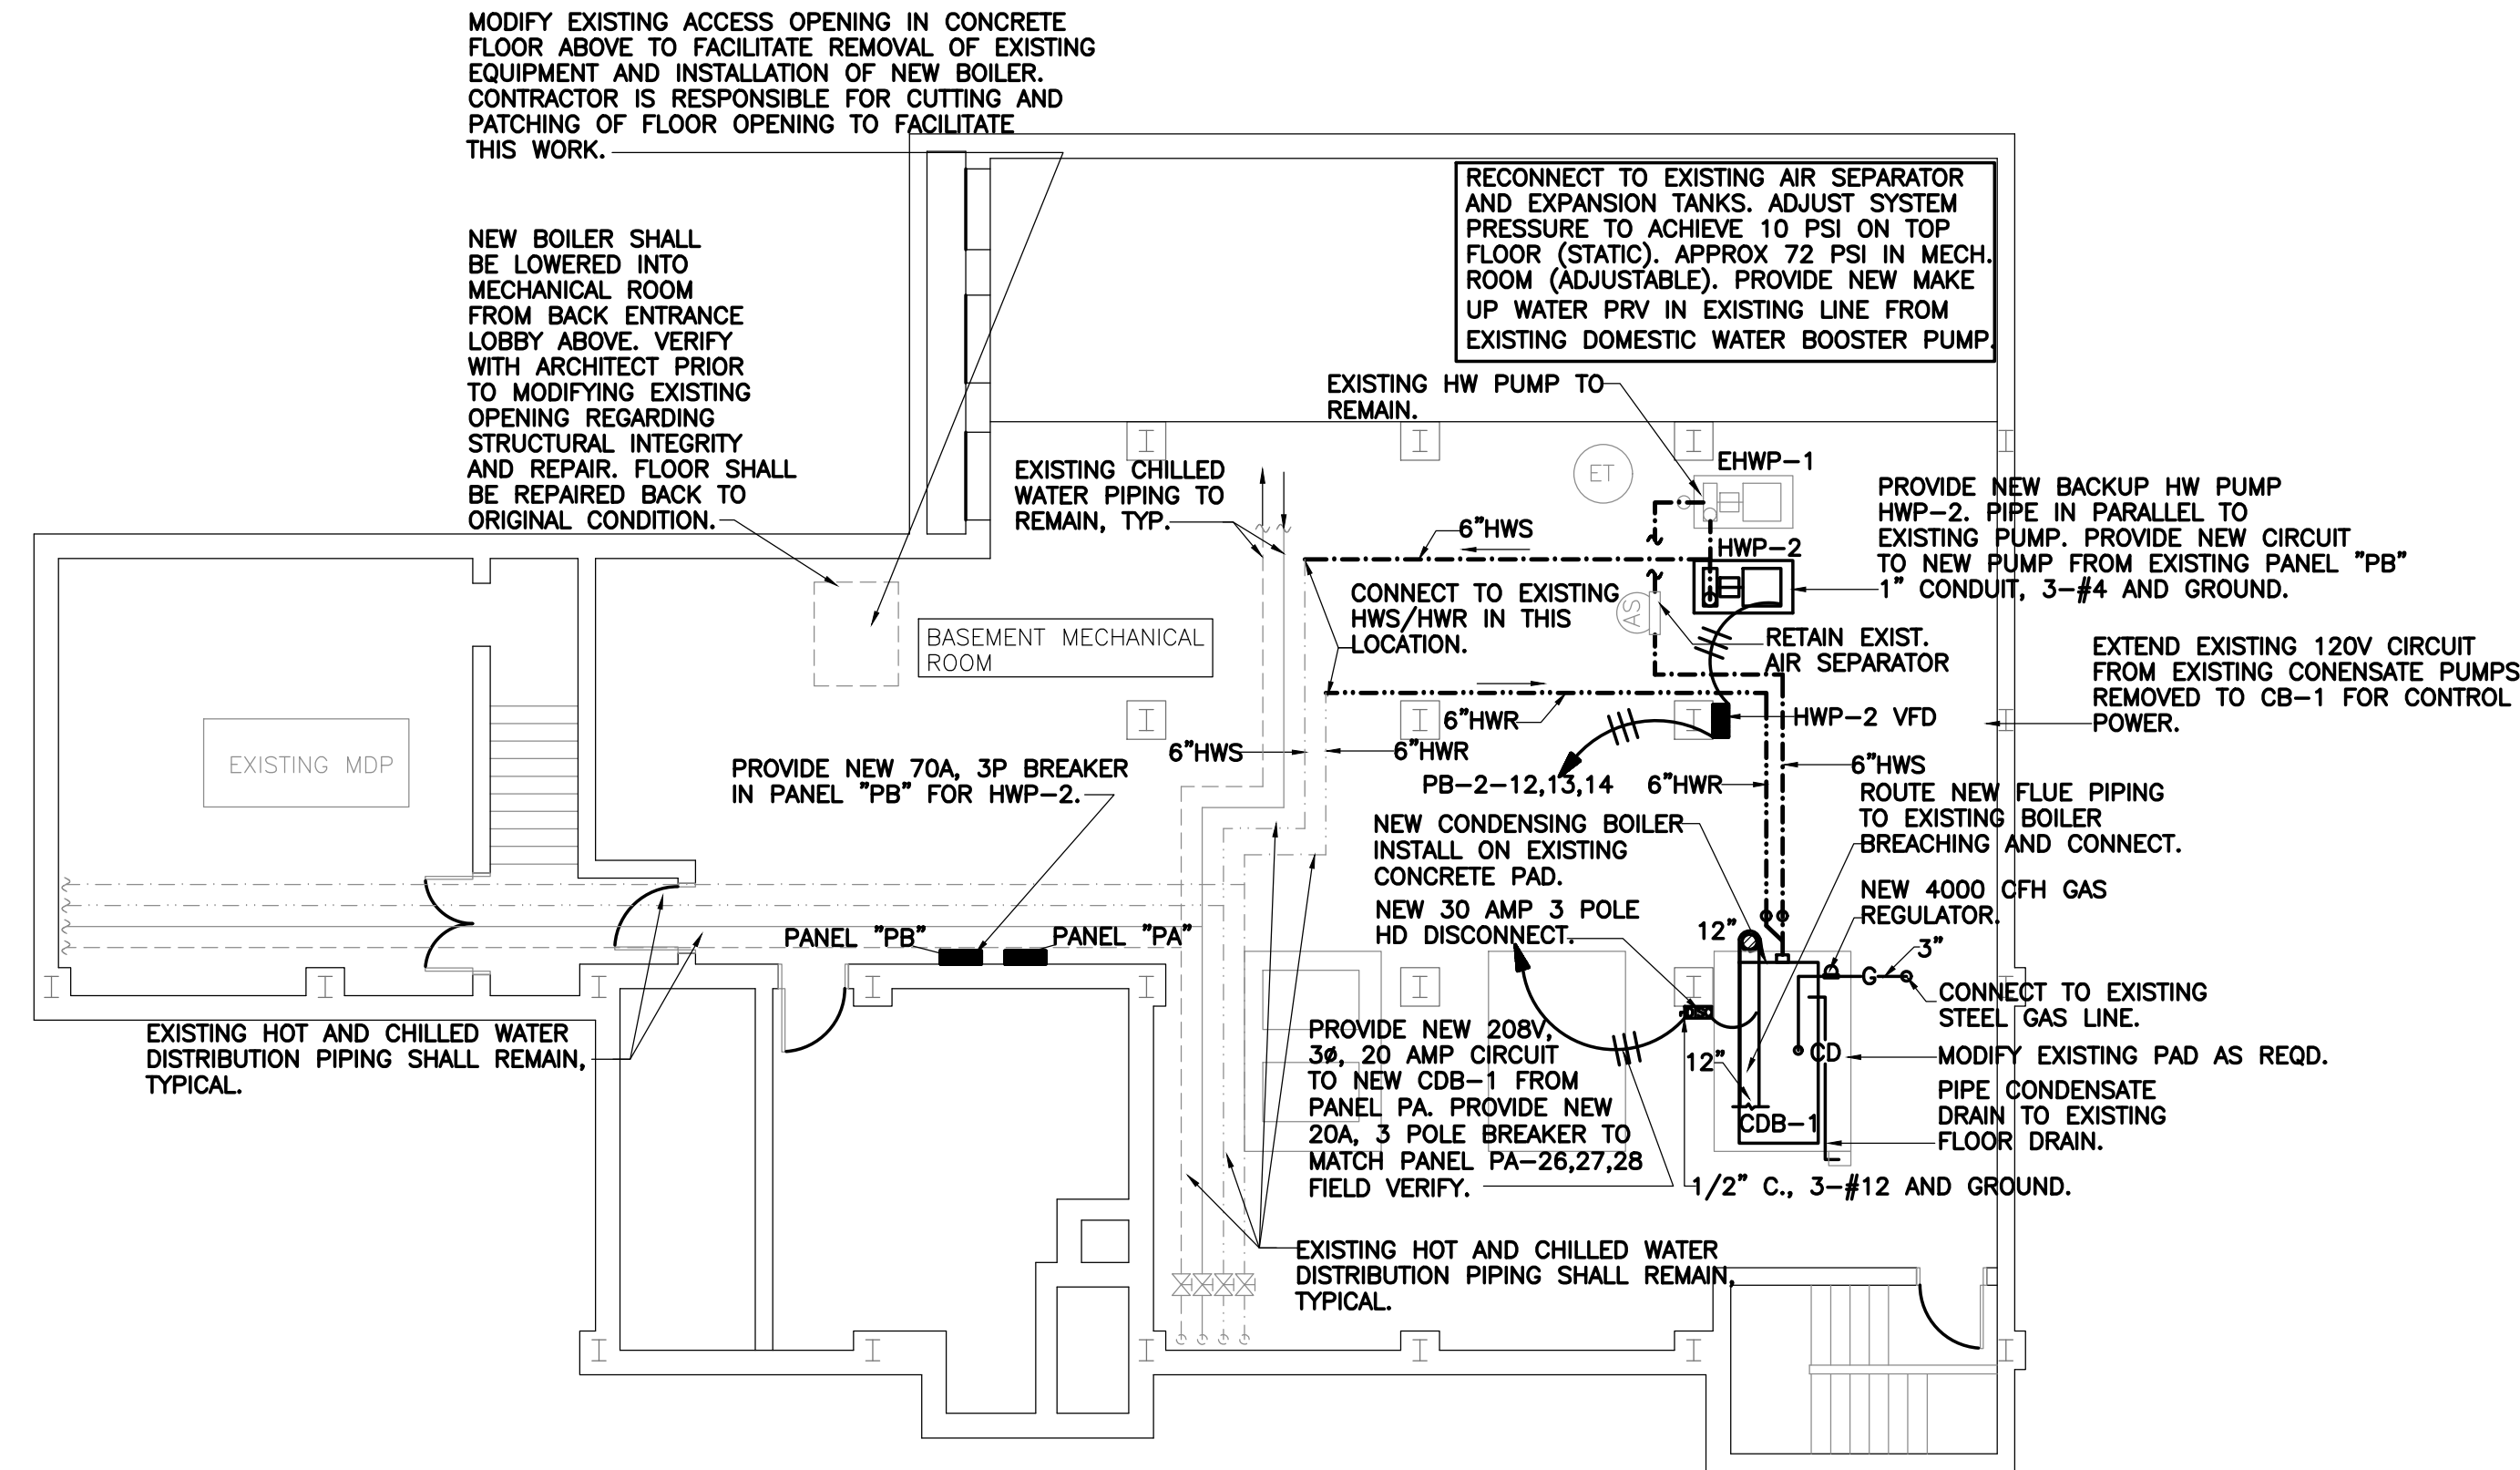 MODIFY EXISTING ACCESS OPENING IN CONCRETE
FLOOR ABOVE TO FACILITATE REMOVAL OF EXISTING
EQUIPMENT AND INSTALLATION OF NEW BOILER.
CONTRACTOR IS RESPONSIBLE FOR CUTTING AND
PATCHING OF FLOOR OPENING TO FACILITATE
THIS WORK.
RECONNECT TO EXISTING AIR SEPARATOR
AND EXPANSION TANKS. ADJUST SYSTEM
PRESSURE TO ACHIEVE 10 PSI ON TOP
FLOOR (STATIC). APPROX 72 PSI IN MECH.
ROOM (ADJUSTABLE). PROVIDE NEW MAKE
UP WATER PRV IN EXISTING LINE FROM
EXISTING DOMESTIC WATER BOOSTER PUMP.
NEW BOILER SHALL
BE LOWERED INTO
MECHANICAL ROOM
FROM BACK ENTRANCE
LOBBY ABOVE. VERIFY
WITH ARCHITECT PRIOR
TO MODIFYING EXISTING
OPENING REGARDING
STRUCTURAL INTEGRITY
AND REPAIR. FLOOR SHALL
BE REPAIRED BACK TO
ORIGINAL CONDITION.
EXISTING HW PUMP TO
REMAIN.
EXISTING CHILLED
WATER PIPING TO
REMAIN, TYP.
ET
EHWP-1
PROVIDE NEW BACKUP HW PUMP
HWP-2. PIPE IN PARALLEL TO
EXISTING PUMP. PROVIDE NEW CIRCUIT
TO NEW PUMP FROM EXISTING PANEL "PB"
1" CONDUIT, 3-#4 AND GROUND.
6"HWS
HWP-2
CONNECT TO EXISTING
HWS/HWR IN THIS
LOCATION.
AS
RETAIN EXIST.
AIR SEPARATOR
BASEMENT MECHANICAL
ROOM
EXTEND EXISTING 120V CIRCUIT
FROM EXISTING CONENSATE PUMPS
REMOVED TO CB-1 FOR CONTROL
POWER.
6"HWR
HWP-2 VFD
6"HWS
6"HWR
EXISTING MDP
PROVIDE NEW 70A, 3P BREAKER
IN PANEL "PB" FOR HWP-2.
PB-2-12,13,14
6"HWR
6"HWS
ROUTE NEW FLUE PIPING
TO EXISTING BOILER
BREACHING AND CONNECT.
NEW CONDENSING BOILER
INSTALL ON EXISTING
CONCRETE PAD.
NEW 4000 CFH GAS
REGULATOR.
NEW 30 AMP 3 POLE
HD DISCONNECT.
12"
3"
G
PANEL "PB"
PANEL "PA"
CONNECT TO EXISTING
STEEL GAS LINE.
EXISTING HOT AND CHILLED WATER
DISTRIBUTION PIPING SHALL REMAIN,
TYPICAL.
PROVIDE NEW 208V,
3ø, 20 AMP CIRCUIT
TO NEW CDB-1 FROM
PANEL PA. PROVIDE NEW
20A, 3 POLE BREAKER TO
MATCH PANEL PA-26,27,28
FIELD VERIFY.
12"
CD
MODIFY EXISTING PAD AS REQD.
CDB-1
PIPE CONDENSATE
DRAIN TO EXISTING
FLOOR DRAIN.
1/2" C., 3-#12 AND GROUND.
EXISTING HOT AND CHILLED WATER
DISTRIBUTION PIPING SHALL REMAIN,
TYPICAL.